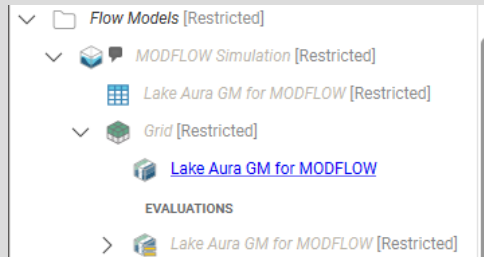 Flow Models [Restricted]
MODFLOW Simulation [Restricted]
Lake Aura GM for MODFLOW [Restricted]
Grid [Restricted]
Lake Aura GM for MODFLOW
EVALUATIONS
Lake Aura GM for MODFLOW [Restricted]